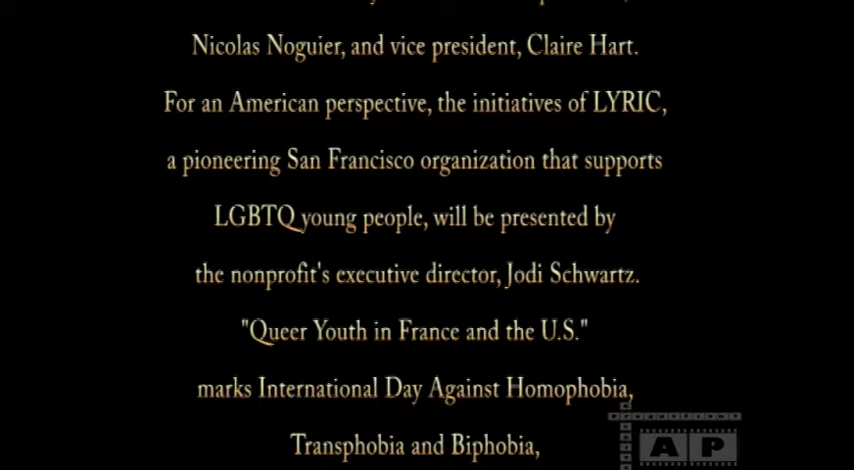 Nicolas Noguier, and vice president, Claire Hart.
For an American perspective, the initiatives of LYRIC,
a pioneering San Francisco organization that supports
LGBTQ young people, will be presented by
the nonprofit's executive director, Jodi Schwartz.
"Queer Youth in France and the U.S."
marks International Day Against Homophobia,
Transphobia and Biphobia,
AP